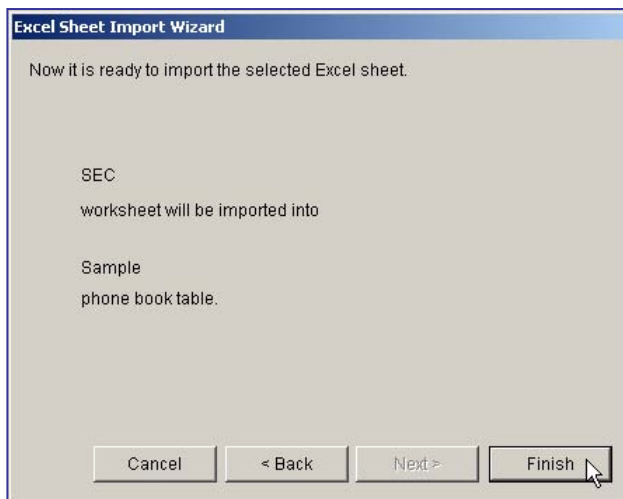 Excel Sheet Import Wizard
Now it is ready to import the selected Excel sheet.
SEC
worksheet will be imported into
Sample
phone book table.
Cancel
< Back
Next >
Finish